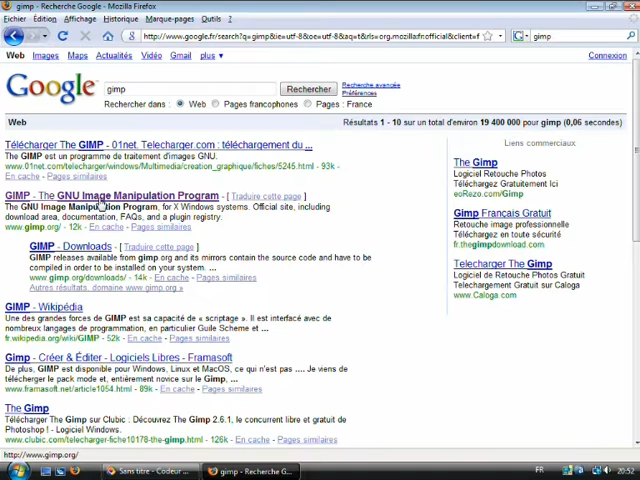 gimp - Recherche Google - Mozilla Firefox
Fichier Édition Affichage Historique Marque-pages Outils ?
http://www.google.fr/search?q=gimp&ie=utf-8&oe=utf-8&aq=t&rls=org.mozilla:fr:official&client=f
gimp
Web Images Maps Actualités Vidéo Gmail plus ▼
Connexion
Google
gimp
Rechercher
Recherche avancée
Préférences
Rechercher dans : Web Pages francophones Pages : France
Web
Résultats 1 - 10 sur un total d'environ 19 400 000 pour gimp (0,06 secondes)
Télécharger The GIMP - 01net. Telecharger.com : téléchargement du ...
The GIMP est un programme de traitement d'images GNU.
www.01net.com/telecharger/windows/Multimedia/creation_graphique/fiches/5245.html - 93k -
En cache - Pages similaires
GIMP - The GNU Image Manipulation Program - [ Traduire cette page ]
The GNU Image Manipulation Program, for X Windows systems. Official site, including
download area, documentation, FAQs, and a plugin registry.
www.gimp.org/ - 12k - En cache - Pages similaires
GIMP - Downloads - [ Traduire cette page ]
GIMP releases available from gimp.org and its mirrors contain the source code and have to be
compiled in order to be installed on your system. ...
www.gimp.org/downloads/ - 14k - En cache - Pages similaires
Autres résultats, domaine www.gimp.org »
GIMP - Wikipédia
Une des grandes forces de GIMP est sa capacité de « scriptage ». Il est interfacé avec de
nombreux langages de programmation, en particulier Guile Scheme et ...
fr.wikipedia.org/wiki/GIMP - 52k - En cache - Pages similaires
Gimp - Créer & Éditer - Logiciels Libres - Framasoft
De plus, GIMP est disponible pour Windows, Linux et MacOS, ce qui n'est pas .... Je viens de
télécharger le pack mode et, entièrement novice sur le Gimp, ...
www.framasoft.net/article1054.html - 89k - En cache - Pages similaires
The Gimp
Télécharger The Gimp sur Clubic : Découvrez The Gimp 2.6.1, le concurrent libre et gratuit de
Photoshop ! - Logiciel Windows.
www.clubic.com/telecharger-fiche10178-the-gimp.html - 126k - En cache - Pages similaires
Liens commerciaux
The Gimp
Logiciel Retouche Photos
Téléchargez Gratuitement Ici
eoRezo.com/Gimp
Gimp Français Gratuit
Retouche image professionnelle
Téléchargez en toute sécurité
fr.thegimpdownload.com
Telecharger The Gimp
Logiciel de Retouche Photos Gratuit
Telechargement Gratuit sur Caloga
www.Caloga.com
http://www.gimp.org/
Sans titre - Codeur ...
gimp - Recherche G...
FR
20:52